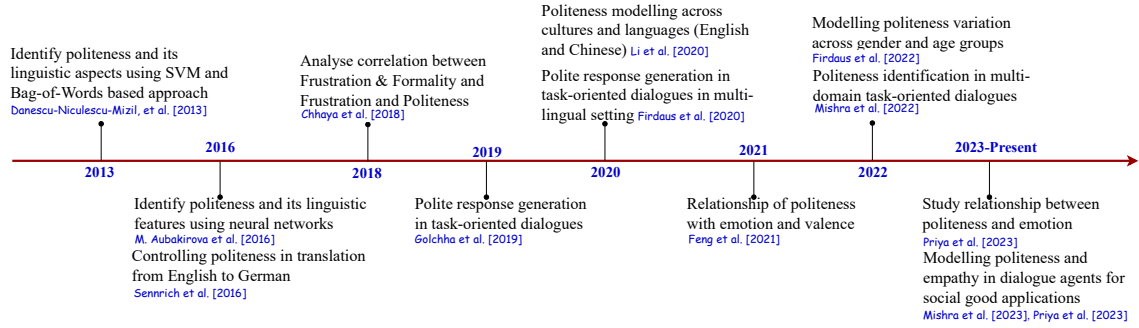 Identify politeness and its
linguistic aspects using SVM and
Bag-of-Words based approach
Danescu-Niculescu-Mizil, et al. [2013]
2013
2016
Identify politeness and its linguistic
features using neural networks
M. Aubakirova et al. [2016]
Controlling politeness in translation
from English to German
Sennrich et al. [2016]
Analyse correlation between
Frustration & Formality and
Frustration and Politeness
Chhaya et al. [2018]
2018
2019
Polite response generation
in task-oriented dialogues
Golchha et al. [2019]
Politeness modelling across
cultures and languages (English
and Chinese) Li et al. [2020]
Polite response generation in
task-oriented dialogues in multi-
lingual setting Firdaus et al. [2020]
2020
2021
Relationship of politeness
with emotion and valence
Feng et al. [2021]
Modelling politeness variation
across gender and age groups
Firdaus et al. [2022]
Politeness identification in multi-
domain task-oriented dialogues
Mishra et al. [2022]
2022
2023-Present
Study relationship between
politeness and emotion
Priya et al. [2023]
Modelling politeness and
empathy in dialogue agents for
social good applications
Mishra et al. [2023], Priya et al. [2023]